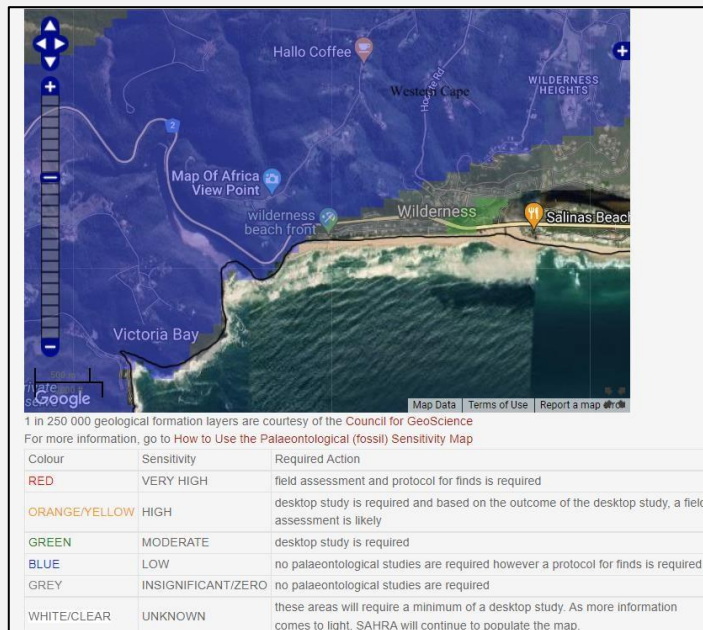 Hallo Coffee
Western Cape
WILDERNESS
HEIGHTS
2
Map Of Africa
View Point
wilderness
beach front
Wilderness
Salinas Beach
Victoria Bay
500 m
Google
Map Data
Terms of Use
Report a map error
1 in 250 000 geological formation layers are courtesy of the Council for GeoScience
For more information, go to How to Use the Palaeontological (fossil) Sensitivity Map
Colour Sensitivity Required Action
RED VERY HIGH field assessment and protocol for finds is required
ORANGE/YELLOW HIGH desktop study is required and based on the outcome of the desktop study, a field
assessment is likely
GREEN MODERATE desktop study is required
BLUE LOW no palaeontological studies are required however a protocol for finds is required
GREY INSIGNIFICANT/ZERO no palaeontological studies are required
WHITE/CLEAR UNKNOWN these areas will require a minimum of a desktop study. As more information
comes to light, SAHRA will continue to populate the map.